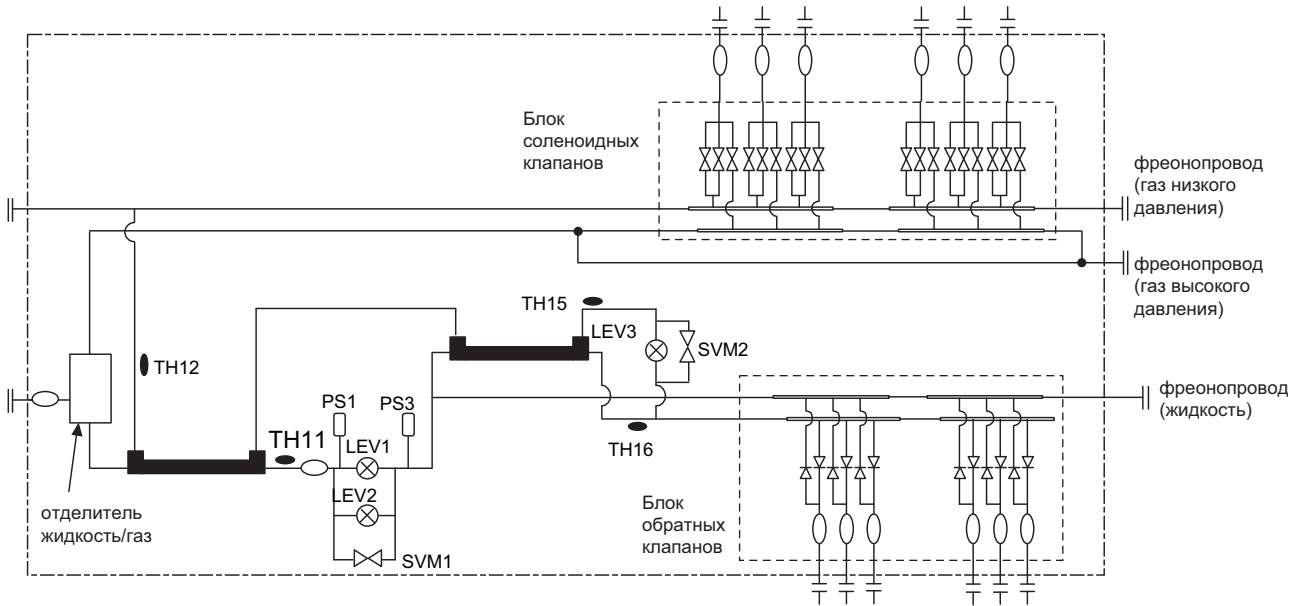 Блок
соленоидных
клапанов
фреонопровод
(газ низкого
давления)
фреонопровод
(газ высокого
давления)
TH15
LEV3
SVM2
TH12
PS1
PS3
фреонопровод
(жидкость)
TH11
LEV1
TH16
LEV2
Блок
обратных
клапанов
отделитель
жидкость/газ
SVM1